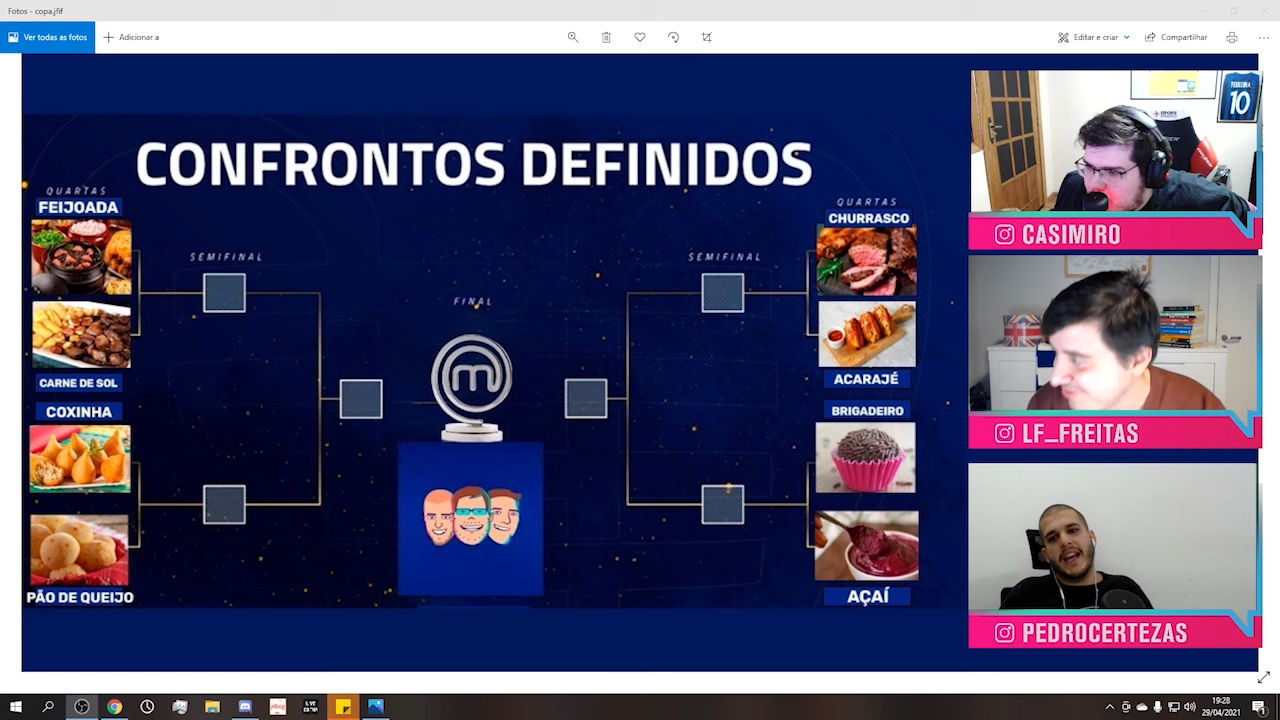 Fotos - copa.jfif
Ver todas as fotos
Adicionar a
Editar e criar
Compartilhar
CONFRONTOS DEFINIDOS
QUARTAS
FEIJOADA
CARNE DE SOL
COXINHA
PÃO DE QUEIJO
SEMIFINAL
FINAL
m
SEMIFINAL
QUARTAS
CHURRASCO
ACARAJÉ
BRIGADEIRO
AÇAÍ
TEIXEIRA
10
CASIMIRO
LF_FREITAS
PEDROCERTEZAS
19:28
29/04/2021